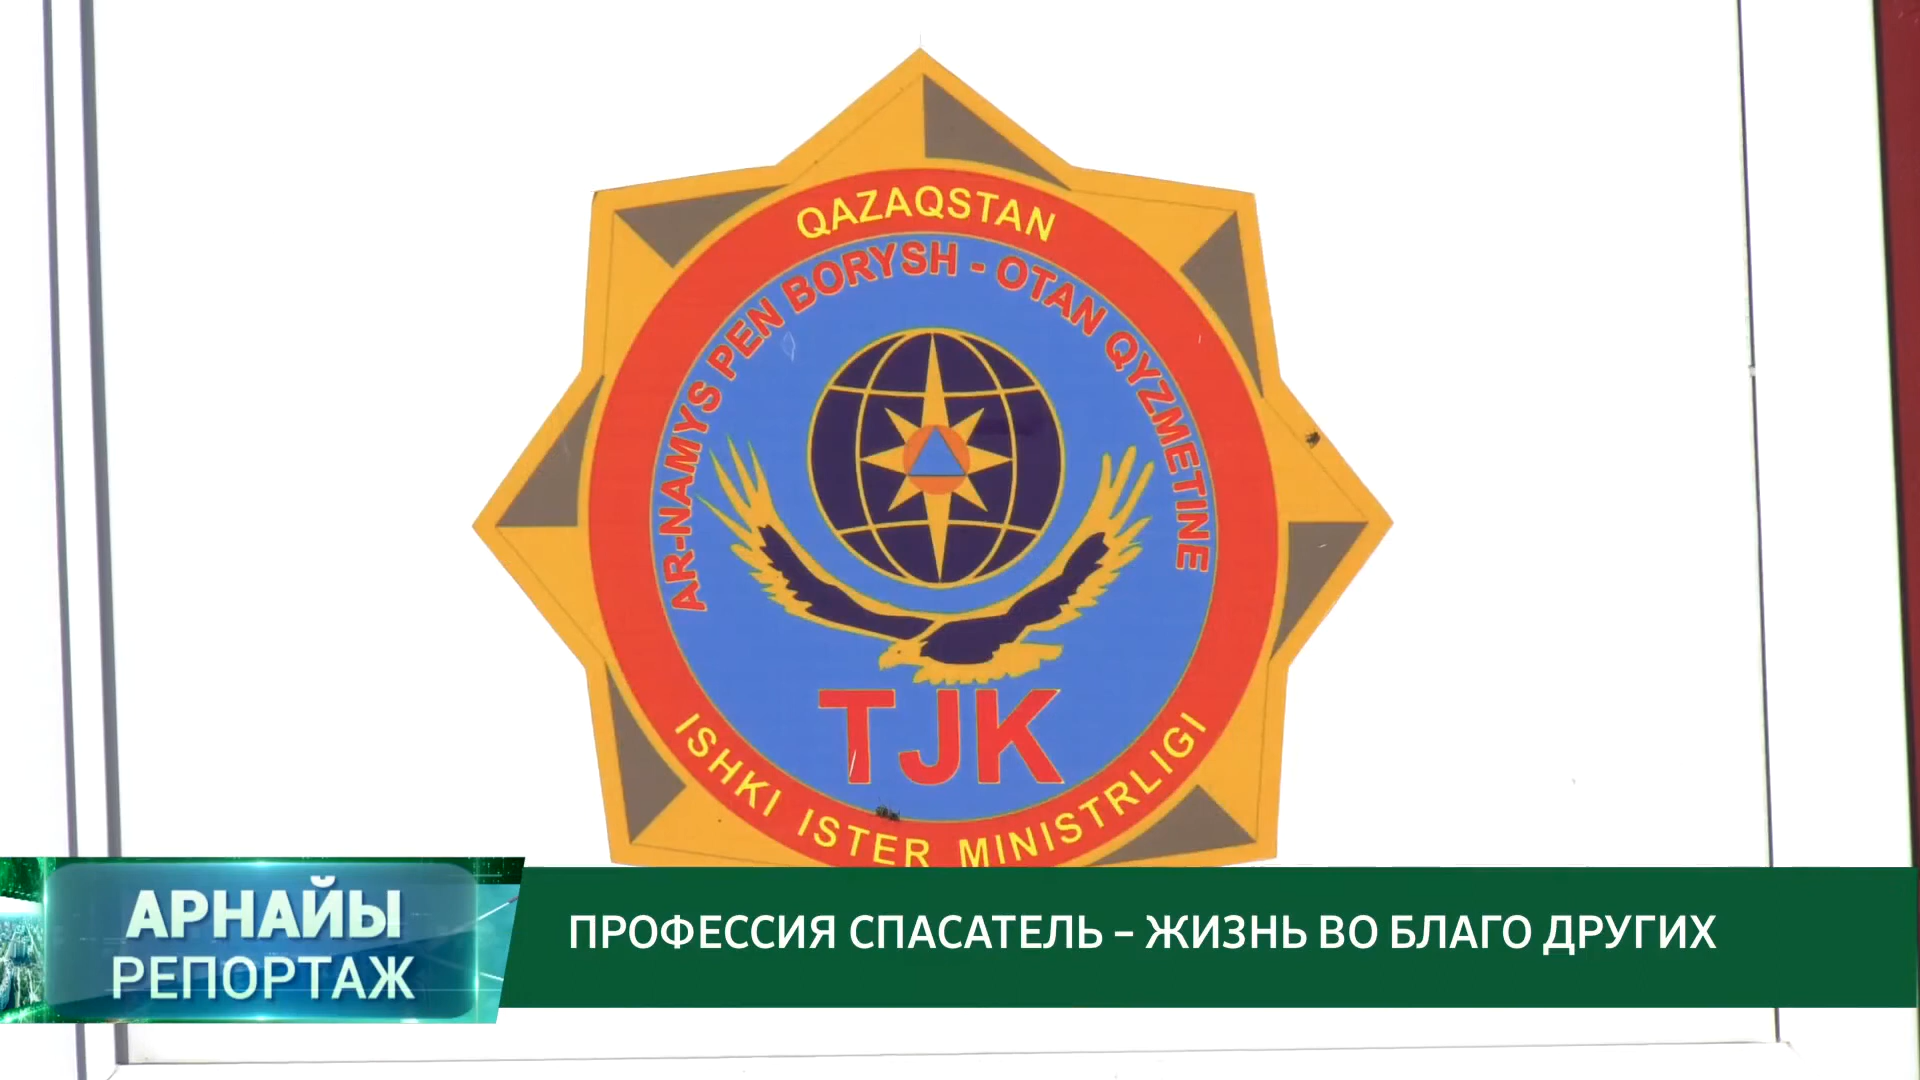 QAZAQSTAN
AR-NAMYS PEN BORYSH - OTAN QYZMETINE
TJK
ISHKI ISTER MINISTRLIGI
АРНАЙЫ
РЕПОРТАЖ
ПРОФЕССИЯ СПАСАТЕЛЬ – ЖИЗНЬ ВО БЛАГО ДРУГИХ